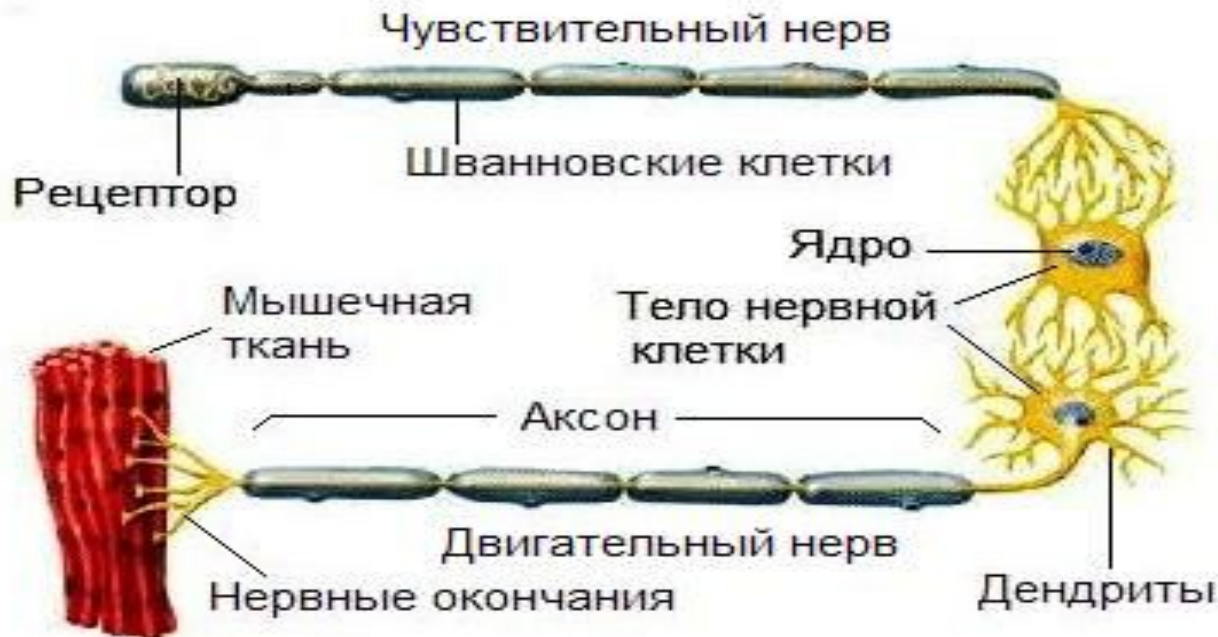 Чувствительный нерв
Шванновские клетки
Рецептор
Ядро
Мышечная
ткань
Тело нервной
клетки
Аксон
Двигательный нерв
Нервные окончания
Дендриты